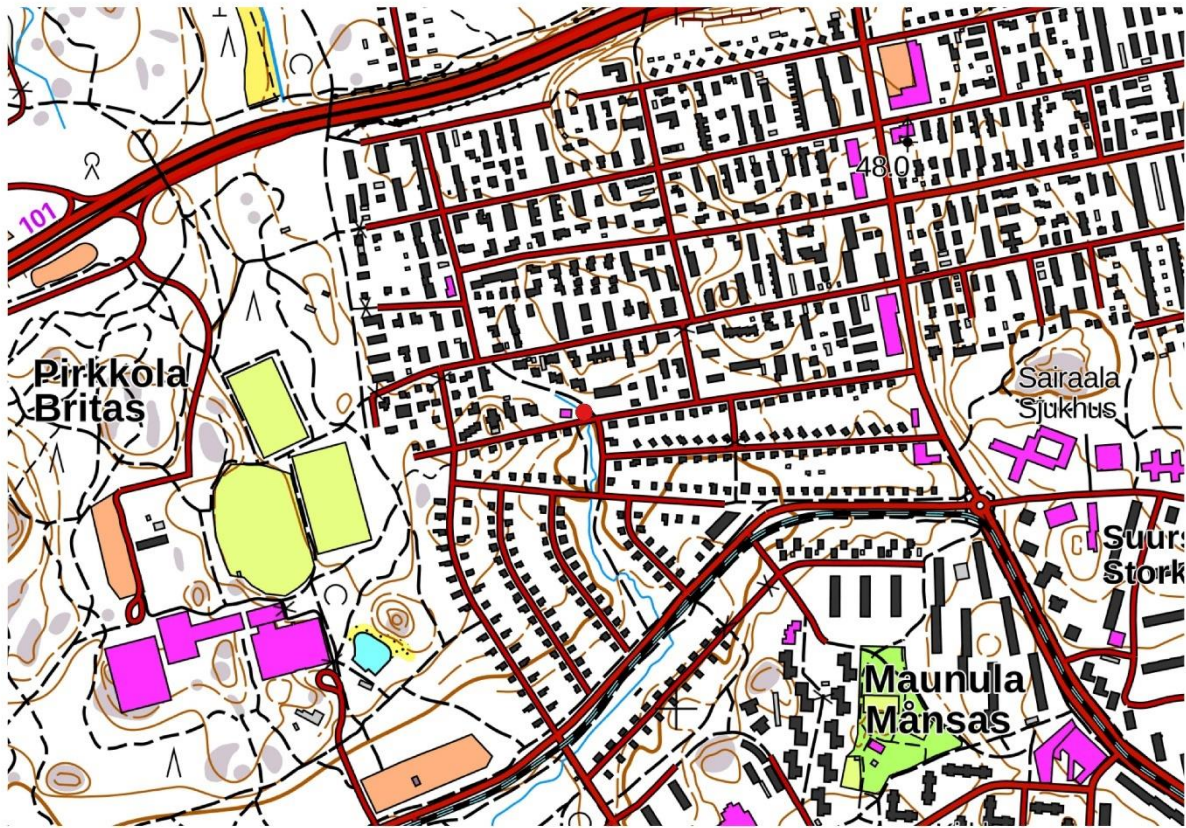 48.0
101
Pirkkola
Britas
Sairaala
Sjukhus
Suurs
Stork
Maunula
Månsas